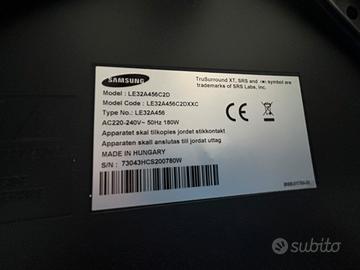 SAMSUNG
TruSurround XT, SRS and (●) symbol are
trademarks of SRS Labs, Inc.
Model : LE32A456C2D
Model Code : LE32A456C2DXXC
Type No. : LE32A456
AC220-240V~ 50Hz 180W
CE
Apparatet skal tilkoples jordet stikkontakt
Apparaten skall anslutas till jordat uttag
MADE IN HUNGARY
S/N : 73043HCS200780W
subito